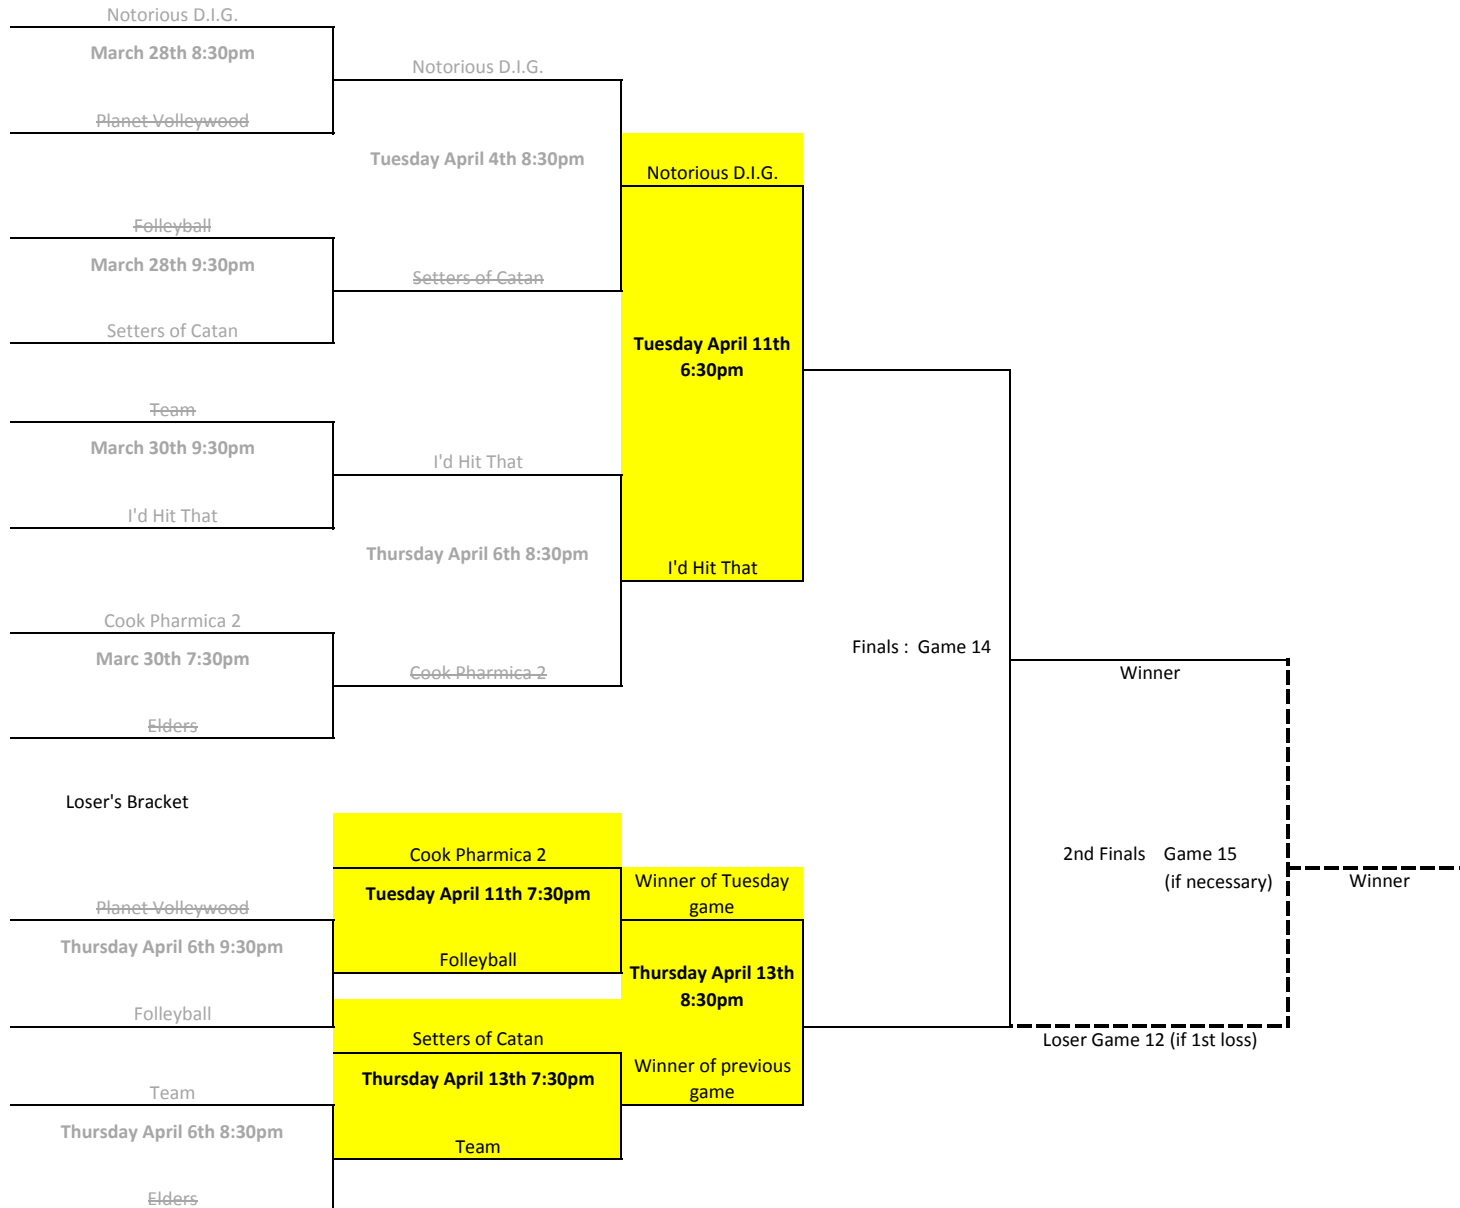 Notorious D.I.G.
March 28th 8:30pm
Notorious D.I.G.
Planet Volleywood
Tuesday April 4th 8:30pm
Notorious D.I.G.
Folleyball
March 28th 9:30pm
Setters of Catan
Setters of Catan
Tuesday April 11th
6:30pm
Team
March 30th 9:30pm
I'd Hit That
I'd Hit That
Thursday April 6th 8:30pm
I'd Hit That
Cook Pharmica 2
Marc 30th 7:30pm
Cook Pharmica 2
Elders
Finals : Game 14
Winner
Loser's Bracket
Cook Pharmica 2
Tuesday April 11th 7:30pm
Winner of Tuesday
game
2nd Finals Game 15
(if necessary)
Winner
Planet Volleywood
Thursday April 6th 9:30pm
Folleyball
Thursday April 13th
8:30pm
Folleyball
Setters of Catan
Loser Game 12 (if 1st loss)
Thursday April 13th 7:30pm
Winner of previous
game
Team
Thursday April 6th 8:30pm
Team
Elders